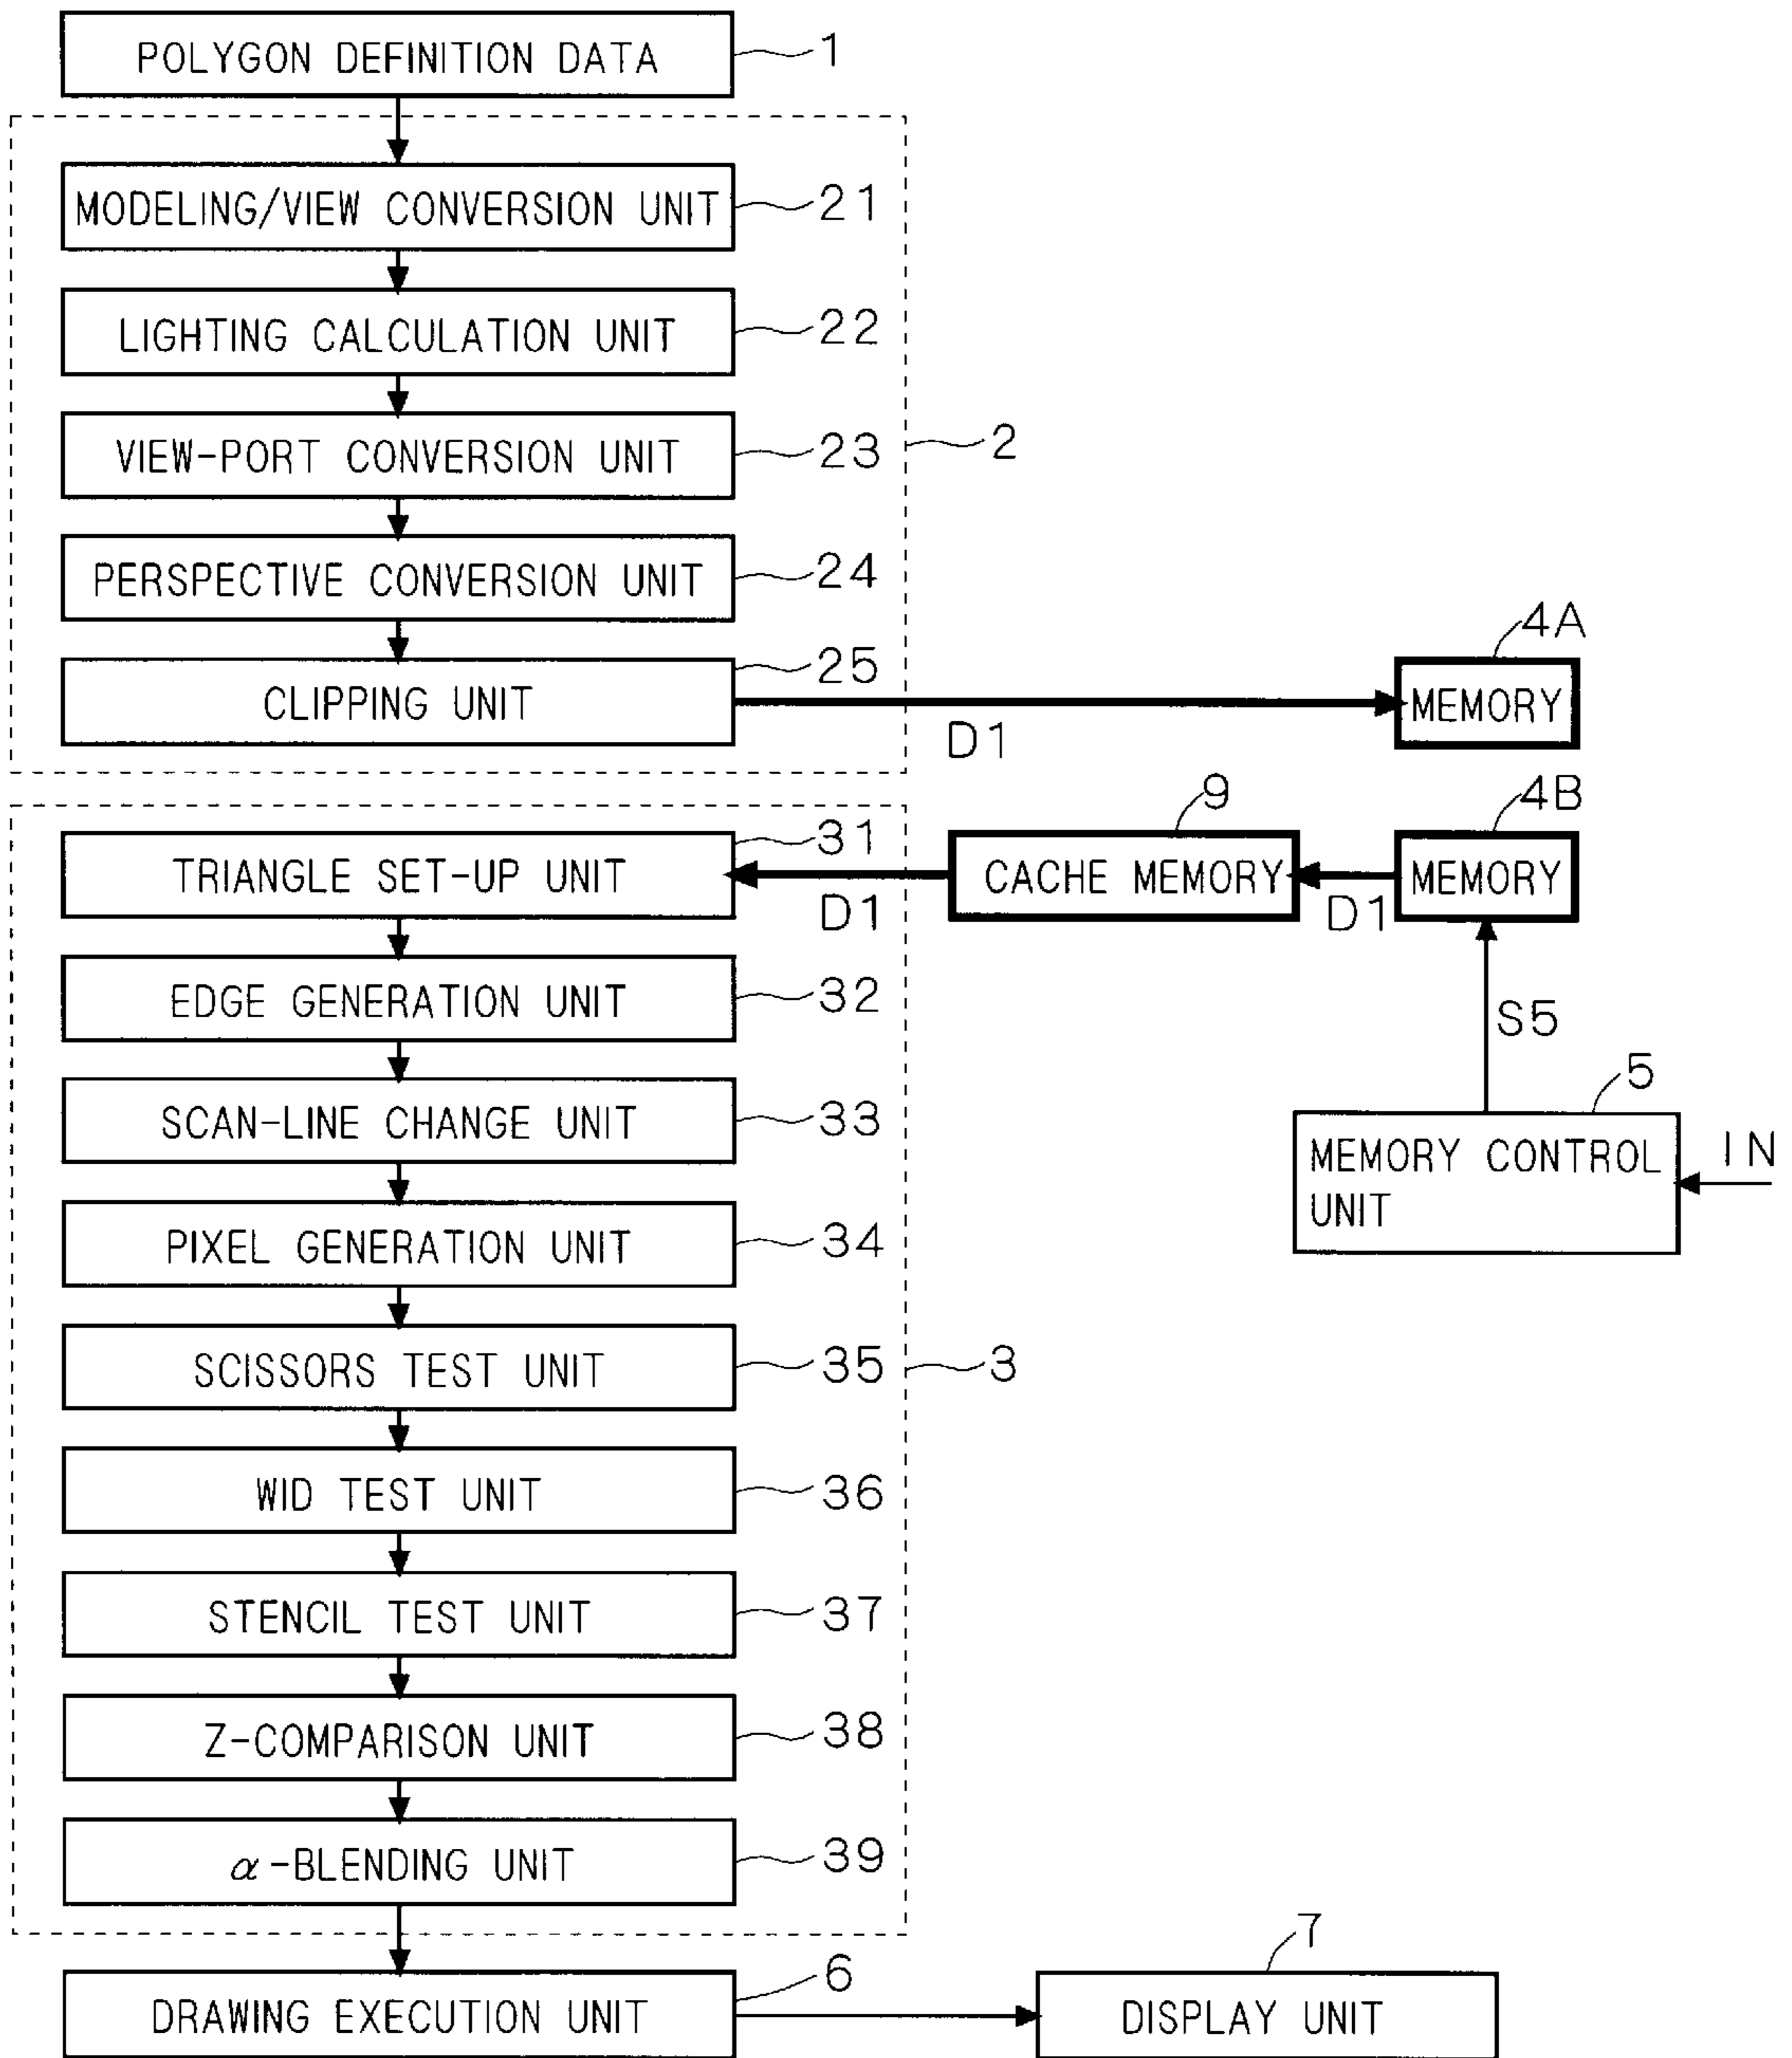 POLYGON DEFINITION DATA
1
MODELING/VIEW CONVERSION UNIT
21
LIGHTING CALCULATION UNIT
22
VIEW-PORT CONVERSION UNIT
23
2
PERSPECTIVE CONVERSION UNIT
24
CLIPPING UNIT
25
D1
4A
MEMORY
TRIANGLE SET-UP UNIT
31
D1
9
CACHE MEMORY
D1
4B
MEMORY
EDGE GENERATION UNIT
32
S5
SCAN-LINE CHANGE UNIT
33
5
MEMORY CONTROL
UNIT
IN
PIXEL GENERATION UNIT
34
SCISSORS TEST UNIT
35
3
WID TEST UNIT
36
STENCIL TEST UNIT
37
Z-COMPARISON UNIT
38
α-BLENDING UNIT
39
DRAWING EXECUTION UNIT
6
7
DISPLAY UNIT